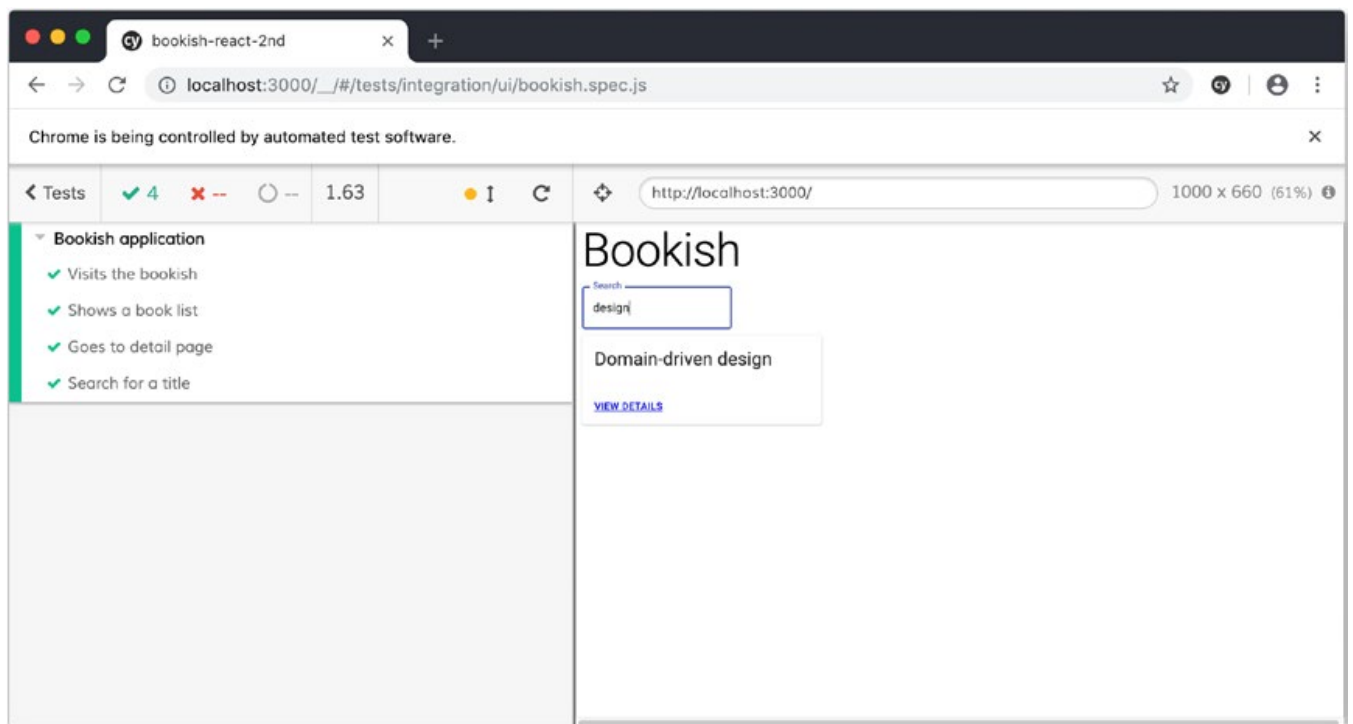 bookish-react-2nd
localhost:3000/__/#/tests/integration/ui/bookish.spec.js
Chrome is being controlled by automated test software.
Tests 4 -- -- 1.63
http://localhost:3000/ 1000 x 660 (61%)
Bookish application
Visits the bookish
Shows a book list
Goes to detail page
Search for a title
Bookish
Search
design
Domain-driven design
VIEW DETAILS